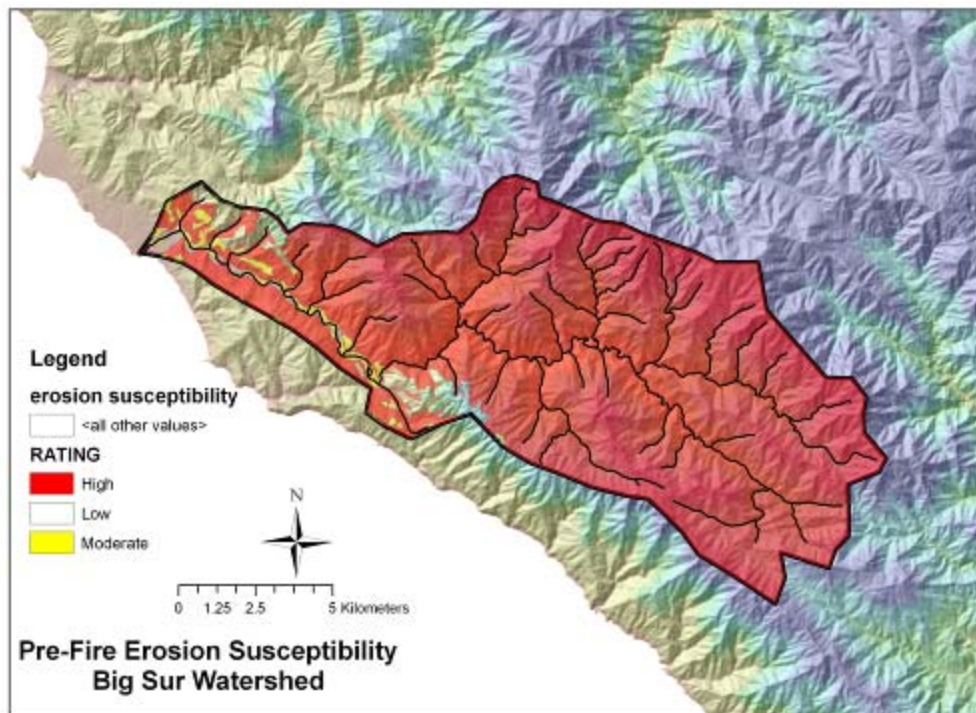 Legend
erosion susceptibility
<all other values>
RATING
High
Low
Moderate
N
0 1.25 2.5 5 Kilometers
Pre-Fire Erosion Susceptibility
Big Sur Watershed